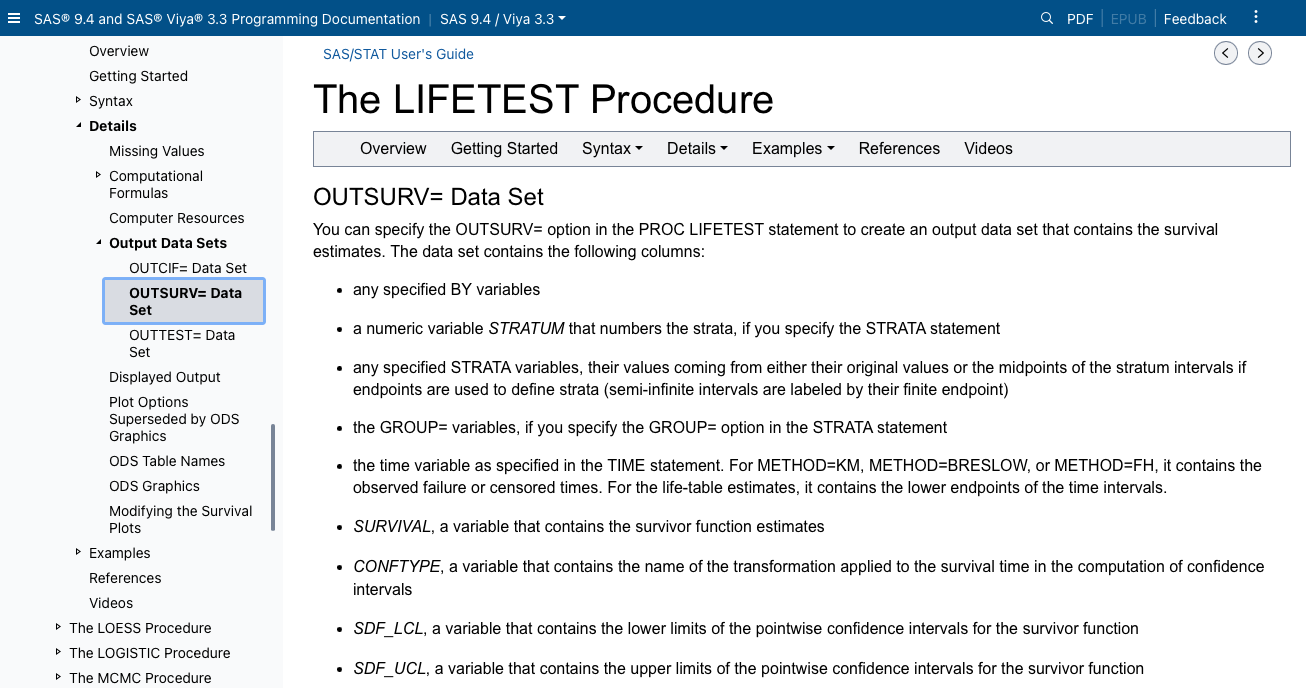 SAS® 9.4 and SAS® Viya® 3.3 Programming Documentation | SAS 9.4 / Viya 3.3
PDF EPUB Feedback
Overview
Getting Started
Syntax
Details
Missing Values
Computational
Formulas
Computer Resources
Output Data Sets
OUTCIF= Data Set
OUTSURV= Data
Set
OUTTEST= Data
Set
Displayed Output
Plot Options
Superseded by ODS
Graphics
ODS Table Names
ODS Graphics
Modifying the Survival
Plots
Examples
References
Videos
The LOESS Procedure
The LOGISTIC Procedure
The MCMC Procedure
SAS/STAT User's Guide
The LIFETEST Procedure
Overview Getting Started Syntax Details Examples References Videos
OUTSURV= Data Set
You can specify the OUTSURV= option in the PROC LIFETEST statement to create an output data set that contains the survival
estimates. The data set contains the following columns:
• any specified BY variables
• a numeric variable STRATUM that numbers the strata, if you specify the STRATA statement
• any specified STRATA variables, their values coming from either their original values or the midpoints of the stratum intervals if
endpoints are used to define strata (semi-infinite intervals are labeled by their finite endpoint)
• the GROUP= variables, if you specify the GROUP= option in the STRATA statement
• the time variable as specified in the TIME statement. For METHOD=KM, METHOD=BRESLOW, or METHOD=FH, it contains the
observed failure or censored times. For the life-table estimates, it contains the lower endpoints of the time intervals.
• SURVIVAL, a variable that contains the survivor function estimates
• CONFTYPE, a variable that contains the name of the transformation applied to the survival time in the computation of confidence
intervals
• SDF_LCL, a variable that contains the lower limits of the pointwise confidence intervals for the survivor function
• SDF_UCL, a variable that contains the upper limits of the pointwise confidence intervals for the survivor function